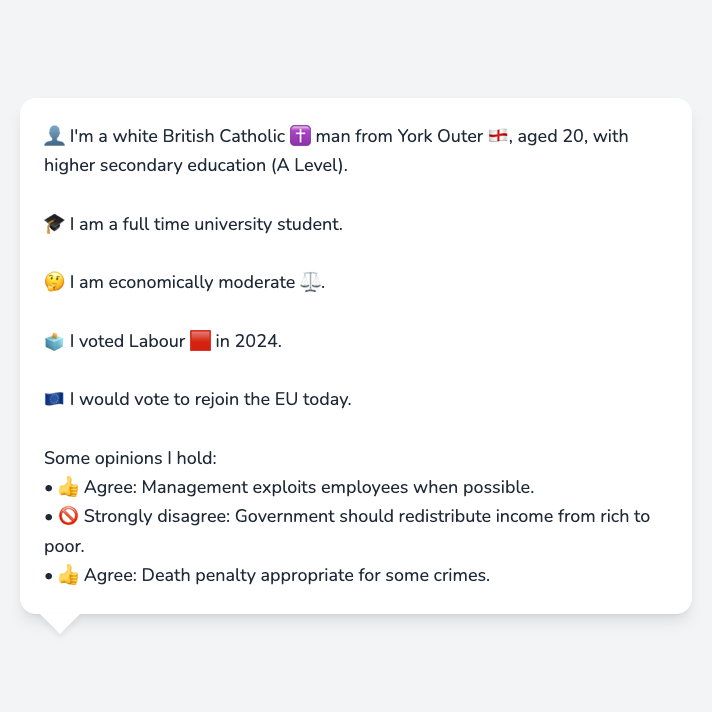 👤 I'm a white British Catholic ✝️ man from York Outer 🏴󠁧󠁢󠁥󠁮󠁧󠁿, aged 20, with
higher secondary education (A Level).
🎓 I am a full time university student.
🤔 I am economically moderate ⚖️.
🗳️ I voted Labour 🟥 in 2024.
🇪🇺 I would vote to rejoin the EU today.
Some opinions I hold:
• 👍 Agree: Management exploits employees when possible.
• 🚫 Strongly disagree: Government should redistribute income from rich to
poor.
• 👍 Agree: Death penalty appropriate for some crimes.